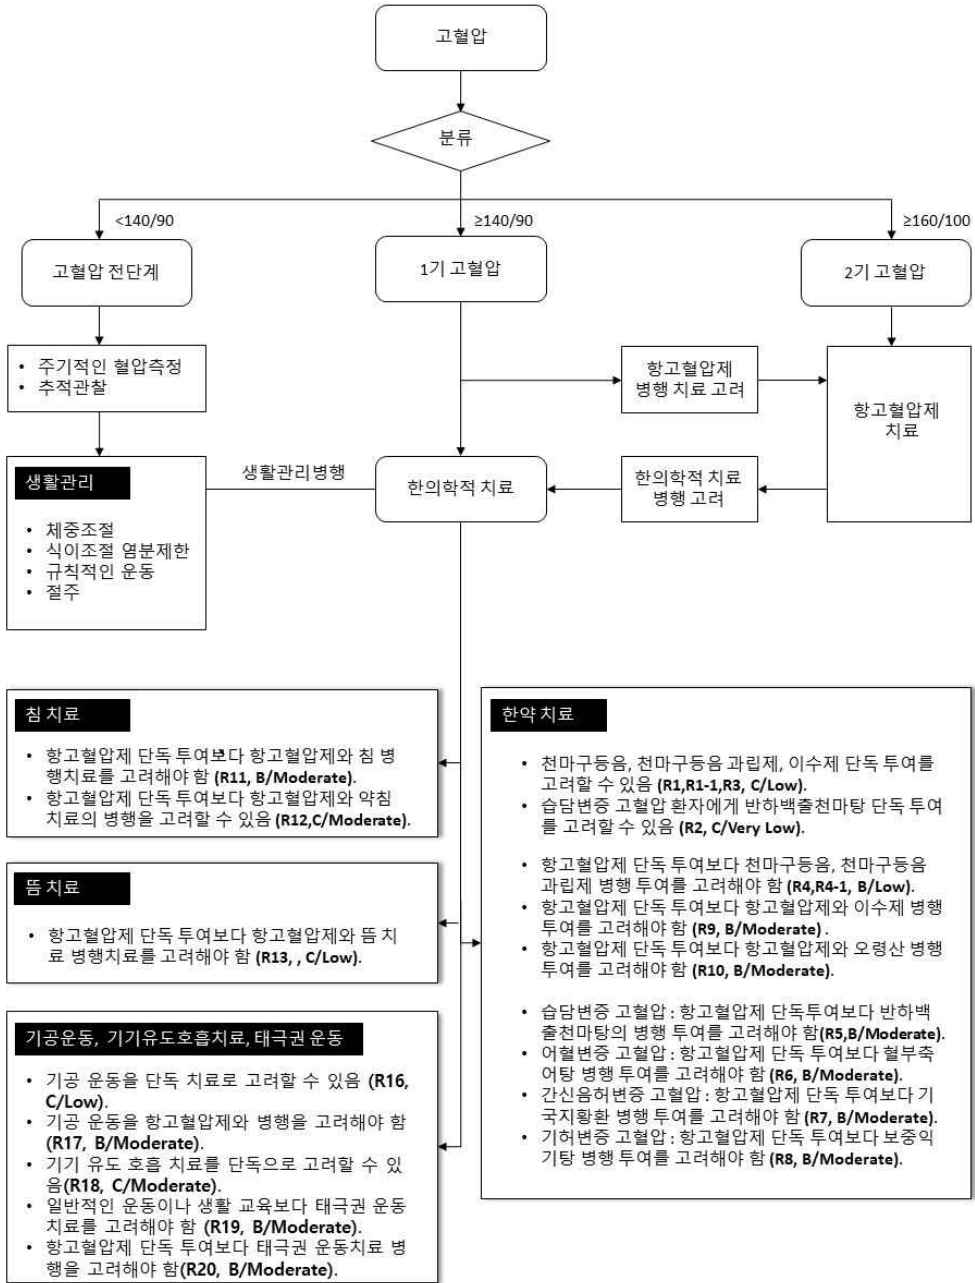 고혈압
분류
<140/90
≥140/90
≥160/100
고혈압 전단계
1기 고혈압
2기 고혈압
• 주기적인 혈압측정
• 추적관찰
항고혈압제
병행 치료 고려
항고혈압제
치료
생활관리
• 체중조절
• 식이조절 염분제한
• 규칙적인 운동
• 절주
생활관리병행
한의학적 치료
한의학적 치료
병행 고려
침 치료
• 항고혈압제 단독 투여보다 항고혈압제와 침 병
행치료를 고려해야 함 (R11, B/Moderate).
• 항고혈압제 단독 투여보다 항고혈압제와 약침
치료의 병행을 고려할 수 있음 (R12,C/Moderate).
뜸 치료
• 항고혈압제 단독 투여보다 항고혈압제와 뜸 치
료 병행치료를 고려해야 함 (R13, , C/Low).
기공운동, 기기유도호흡치료, 태극권 운동
• 기공 운동을 단독 치료로 고려할 수 있음 (R16,
C/Low).
• 기공 운동을 항고혈압제와 병행을 고려해야 함
(R17, B/Moderate).
• 기기 유도 호흡 치료를 단독으로 고려할 수 있
음(R18, C/Moderate).
• 일반적인 운동이나 생활 교육보다 태극권 운동
치료를 고려해야 함 (R19, B/Moderate).
• 항고혈압제 단독 투여보다 태극권 운동치료 병
행을 고려해야 함(R20, B/Moderate).
한약 치료
• 천마구등음, 천마구등음 과립제, 이수제 단독 투여를
고려할 수 있음 (R1,R1-1,R3, C/Low).
• 습담변증 고혈압 환자에게 반하백출천마탕 단독 투여
를 고려할 수 있음 (R2, C/Very Low).
• 항고혈압제 단독 투여보다 천마구등음, 천마구등음
과립제 병행 투여를 고려해야 함 (R4,R4-1, B/Low).
• 항고혈압제 단독 투여보다 항고혈압제와 이수제 병행
투여를 고려해야 함 (R9, B/Moderate) .
• 항고혈압제 단독 투여보다 항고혈압제와 오령산 병행
투여를 고려해야 함 (R10, B/Moderate).
• 습담변증 고혈압 : 항고혈압제 단독투여보다 반하백
출천마탕의 병행 투여를 고려해야 함(R5,B/Moderate).
• 어혈변증 고혈압 : 항고혈압제 단독 투여보다 혈부축
어탕 병행 투여를 고려해야 함 (R6, B/Moderate).
• 간신음허변증 고혈압 : 항고혈압제 단독 투여보다 기
국지황환 병행 투여를 고려해야 함 (R7, B/Moderate).
• 기허변증 고혈압 : 항고혈압제 단독 투여보다 보중익
기탕 병행 투여를 고려해야 함 (R8, B/Moderate).